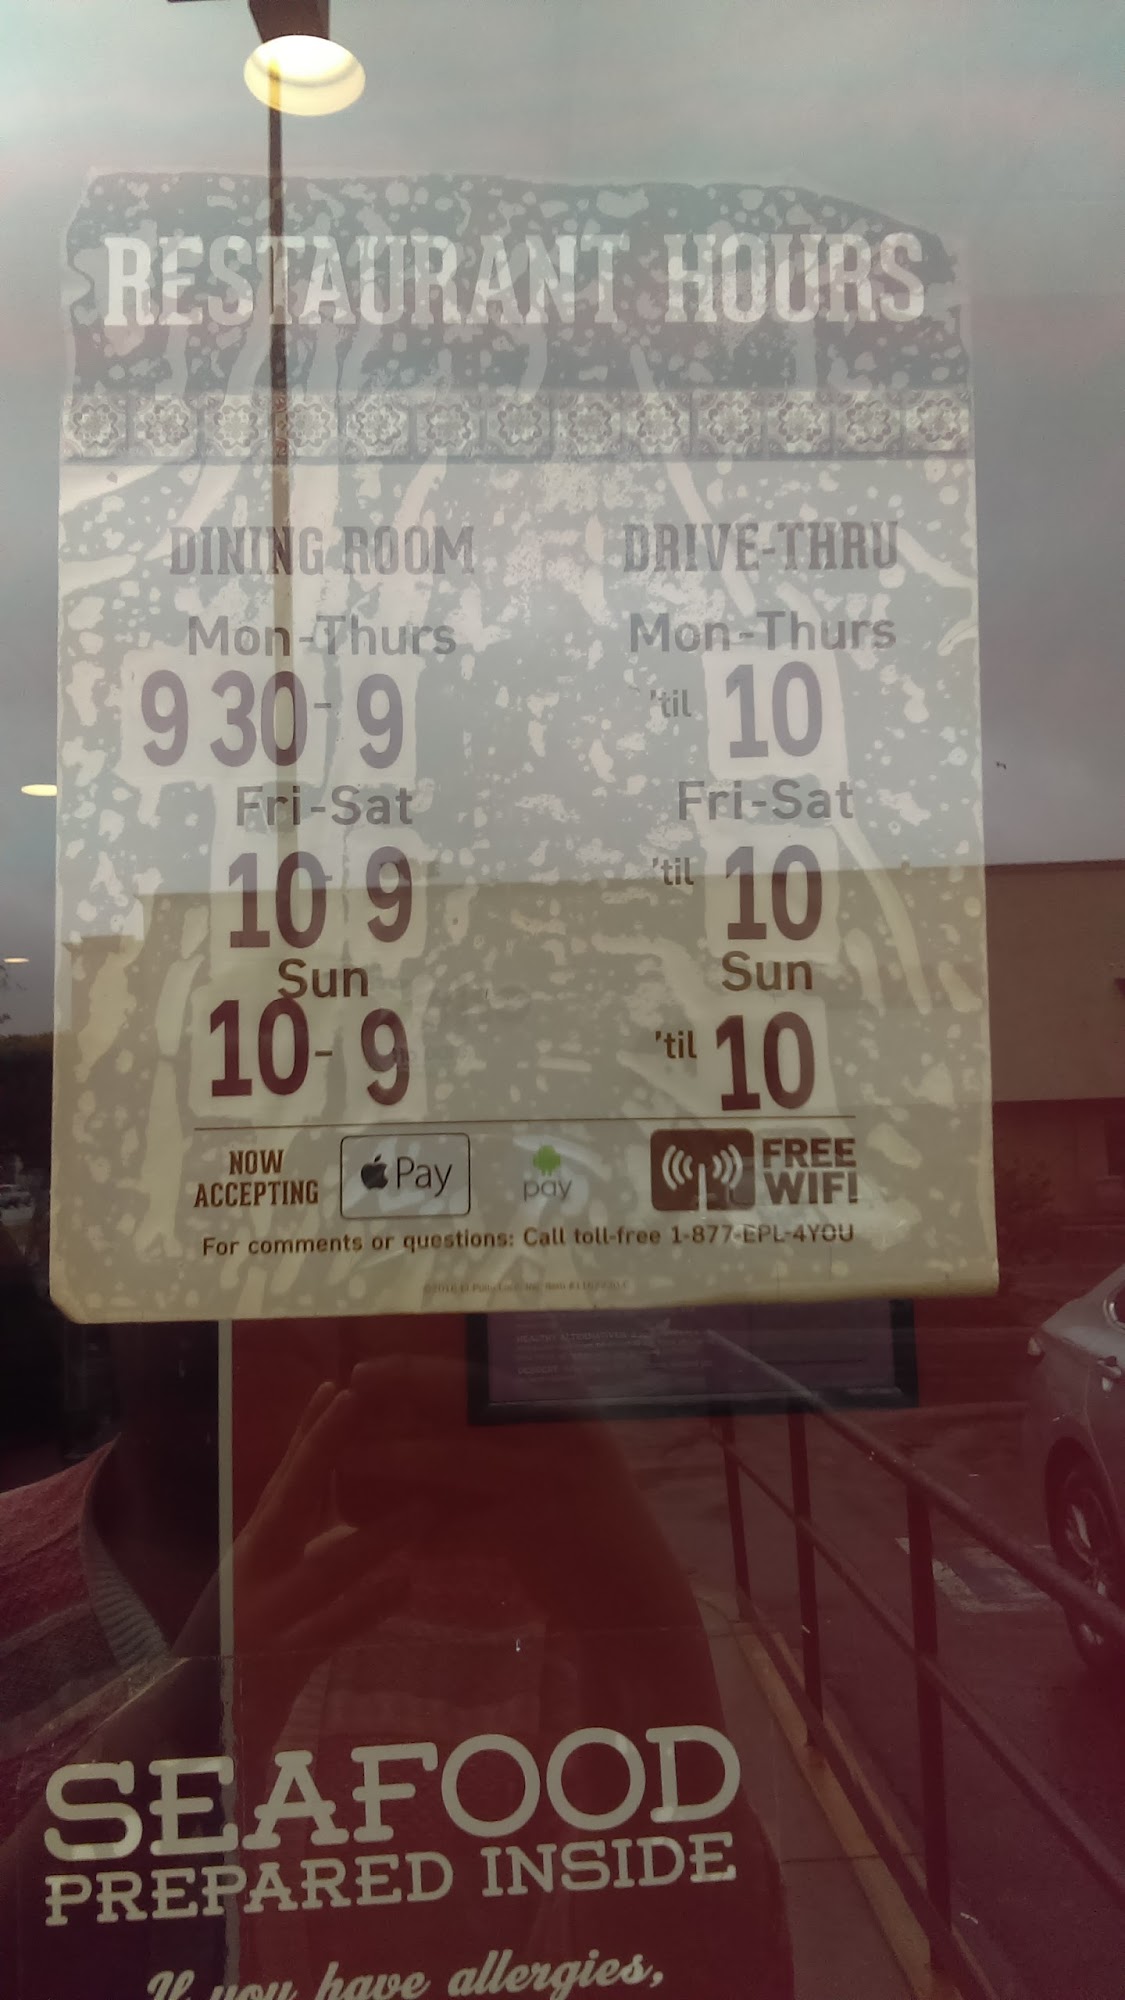 RESTAURANT HOURS
DINING ROOM
Mon-Thurs
9 30 - 9
Fri-Sat
10 - 9
Sun
10 - 9
DRIVE-THRU
Mon-Thurs
'til 10
Fri-Sat
'til 10
Sun
'til 10
NOW
ACCEPTING
Pay
pay
FREE
WIFI
For comments or questions: Call toll-free 1-877-EPL-4YOU
SEAFOOD
PREPARED INSIDE
If you have allergies,